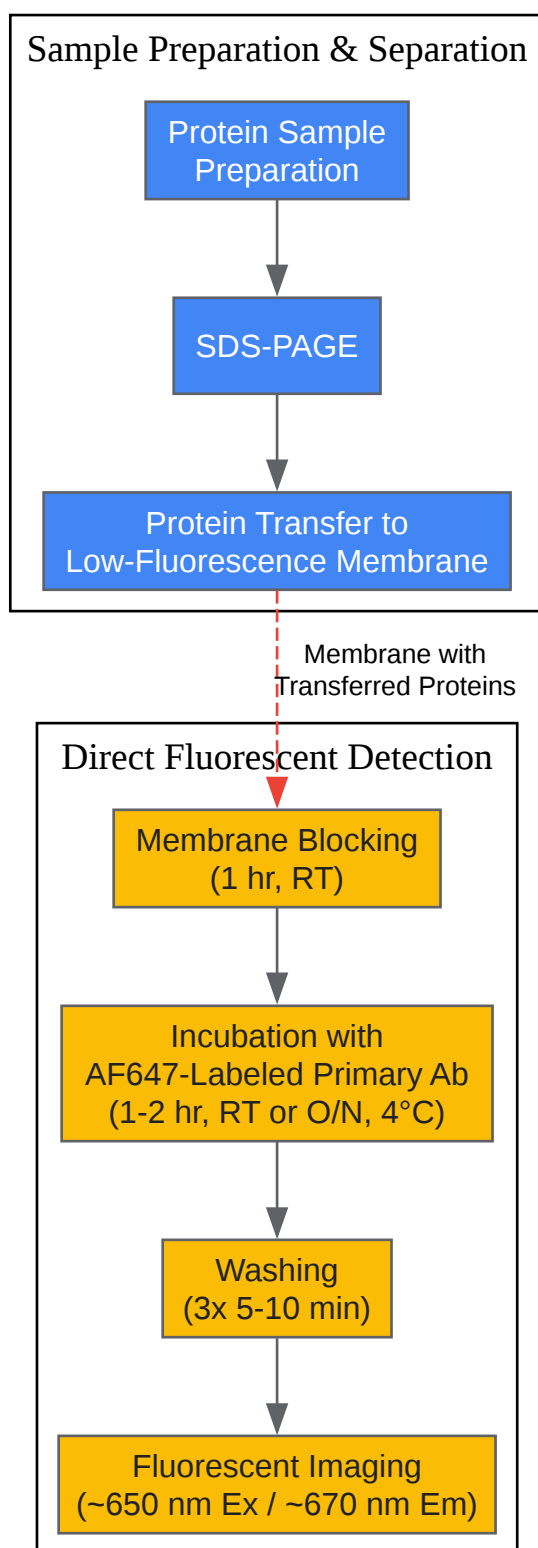 Sample Preparation & Separation
Protein Sample
Preparation
SDS-PAGE
Protein Transfer to
Low-Fluorescence Membrane
Membrane with
Transferred Proteins
Direct Fluorescent Detection
Membrane Blocking
(1 hr, RT)
Incubation with
AF647-Labeled Primary Ab
(1-2 hr, RT or O/N, 4°C)
Washing
(3x 5-10 min)
Fluorescent Imaging
(~650 nm Ex / ~670 nm Em)